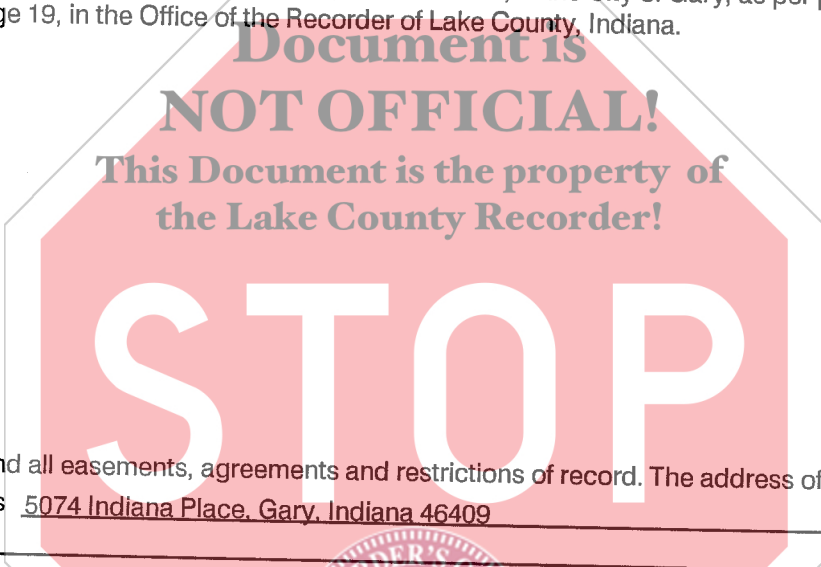 ge 19, in the Office of the Recorder of Lake County, Indiana.
Document is
NOT OFFICIAL!
This Document is the property of
the Lake County Recorder!
STOP
nd all easements, agreements and restrictions of record. The address of
s 5074 Indiana Place, Gary, Indiana 46409